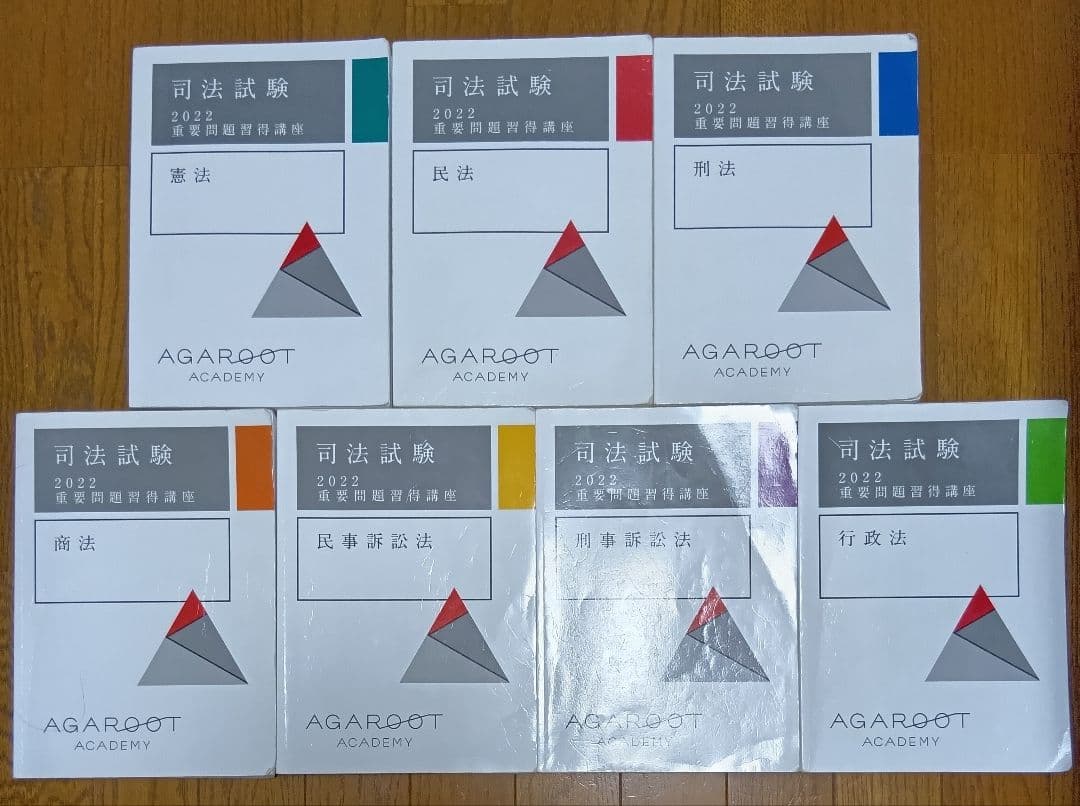 司法試験
2022
重要問題習得講座
憲法
AGAROOT
ACADEMY
司法試験
2022
重要問題習得講座
民法
AGAROOT
ACADEMY
司法試験
2022
重要問題習得講座
刑法
AGAROOT
ACADEMY
司法試験
2022
重要問題習得講座
商法
AGAROOT
ACADEMY
司法試験
2022
重要問題習得講座
民事訴訟法
AGAROOT
ACADEMY
司法試験
2022
重要問題習得講座
刑事訴訟法
AGAROOT
ACADEMY
司法試験
2022
重要問題習得講座
行政法
AGAROOT
ACADEMY